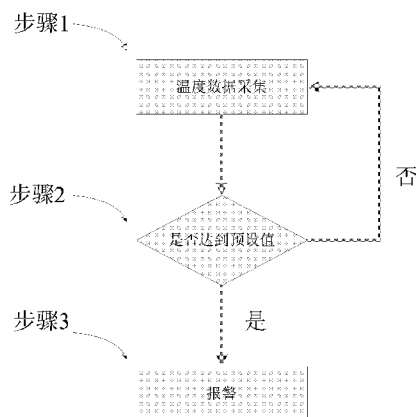 步骤1
温度数据采集
否
步骤2
是否达到预设值
是
步骤3
报警